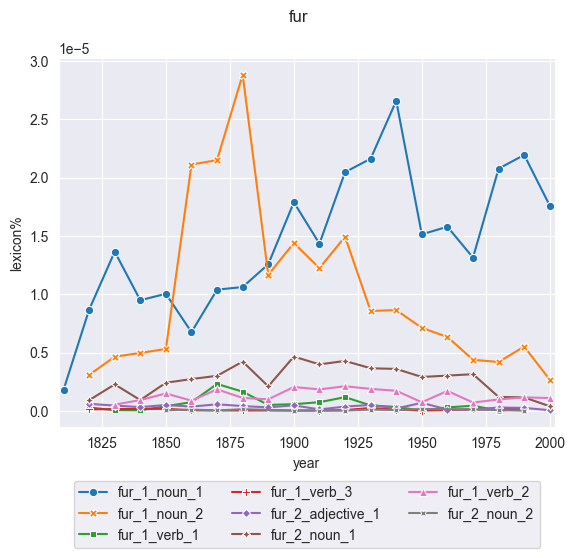 fur
1e−5
3.0
2.5
2.0
1.5
1.0
0.5
0.0
lexicon%
1825 1850 1875 1900 1925 1950 1975 2000
year
fur_1_noun_1 fur_1_verb_3 fur_1_verb_2
fur_1_noun_2 fur_2_adjective_1 fur_2_noun_2
fur_1_verb_1 fur_2_noun_1